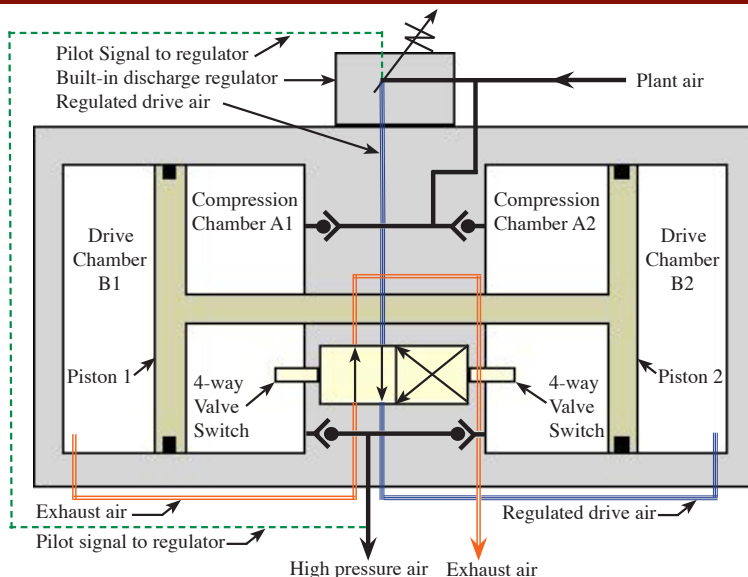 Pilot Signal to regulator
Built-in discharge regulator
Regulated drive air
Plant air
Compression
Chamber A1
Compression
Chamber A2
Drive
Chamber
B1
Drive
Chamber
B2
Piston 1
4-way
Valve
Switch
4-way
Valve
Switch
Piston 2
Exhaust air
Regulated drive air
Pilot signal to regulator
High pressure air
Exhaust air